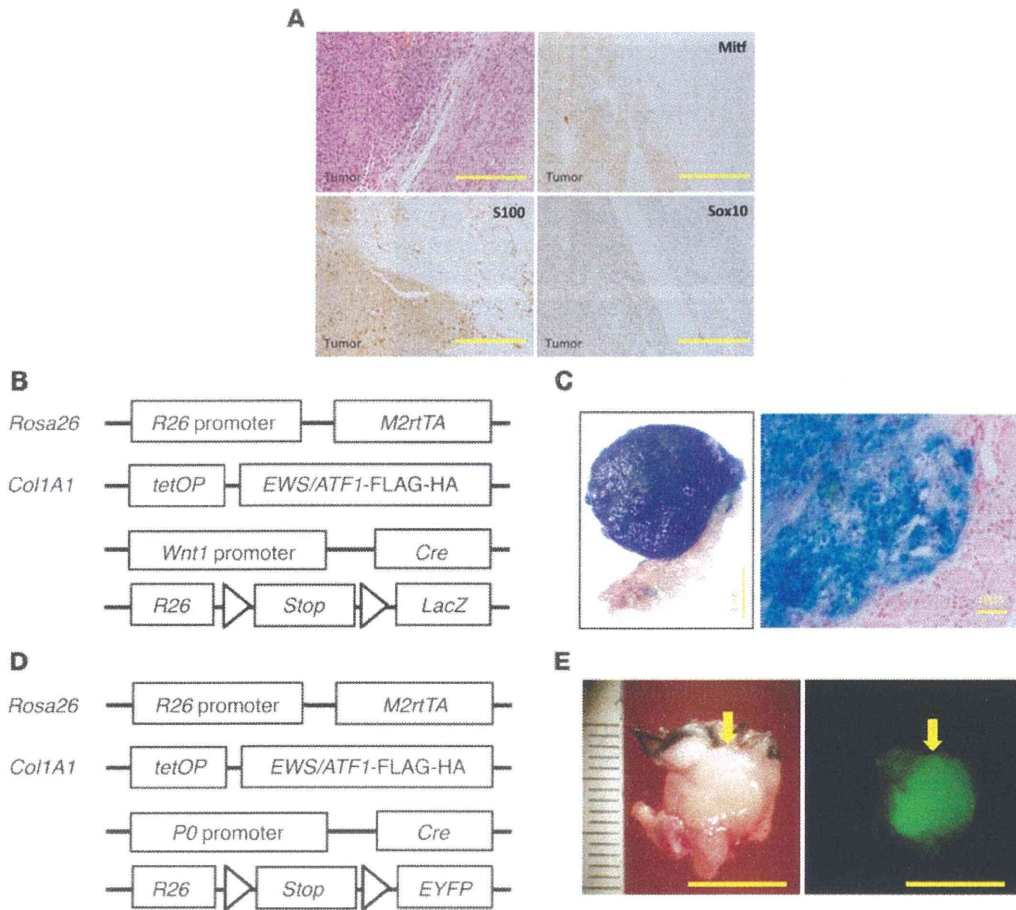 A
Tumor
Mitf
Tumor
S100
Tumor
Sox10
Tumor
B
Rosa26 R26 promoter M2rtTA
Col1A1 tetOP EWS/ATF1-FLAG-HA
Wnt1 promoter Cre
R26 Stop LacZ
C
D
Rosa26 R26 promoter M2rtTA
Col1A1 tetOP EWS/ATF1-FLAG-HA
P0 promoter Cre
R26 Stop EYFP
E